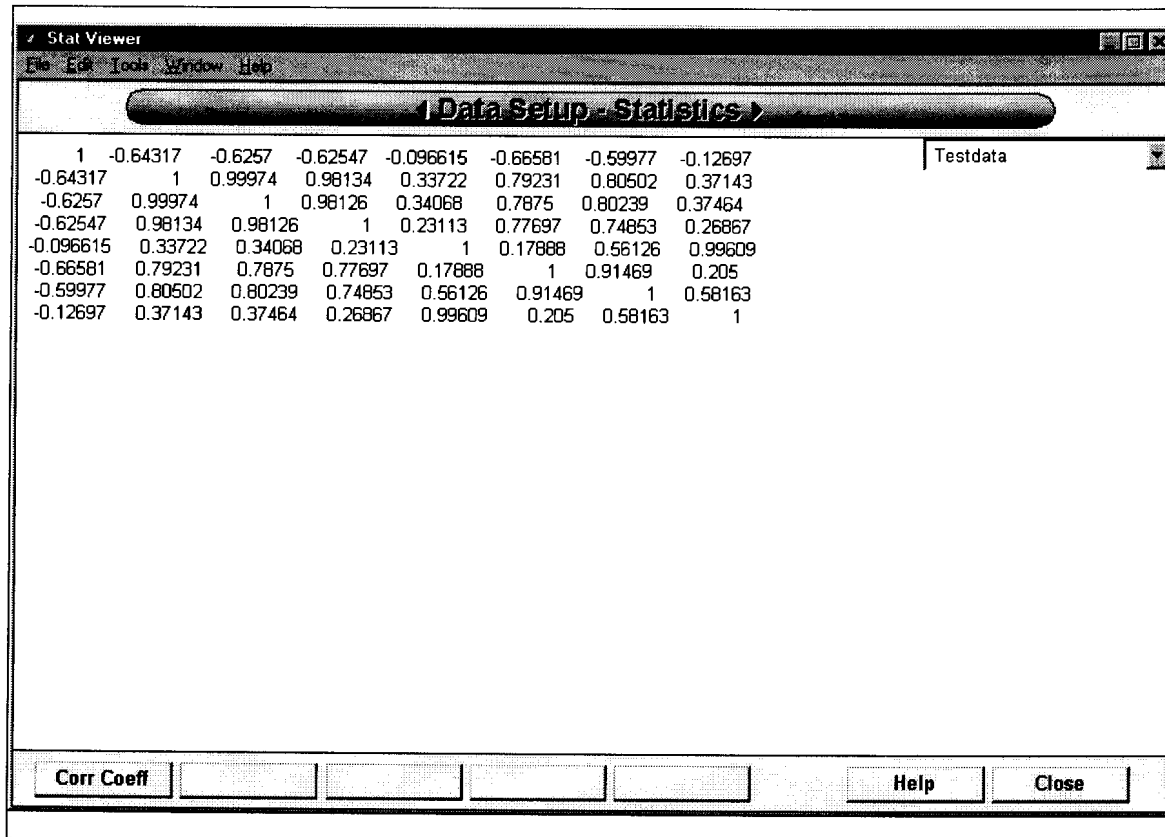 Stat Viewer
File Edit Tools Window Help
Data Setup - Statistics
Testdata
1 -0.64317 -0.6257 -0.62547 -0.096615 -0.66581 -0.59977 -0.12697
-0.64317 1 0.99974 0.98134 0.33722 0.79231 0.80502 0.37143
-0.6257 0.99974 1 0.98126 0.34068 0.7875 0.80239 0.37464
-0.62547 0.98134 0.98126 1 0.23113 0.77697 0.74853 0.26867
-0.096615 0.33722 0.34068 0.23113 1 0.17888 0.56126 0.99609
-0.66581 0.79231 0.7875 0.77697 0.17888 1 0.91469 0.205
-0.59977 0.80502 0.80239 0.74853 0.56126 0.91469 1 0.58163
-0.12697 0.37143 0.37464 0.26867 0.99609 0.205 0.58163 1
Corr Coeff Help Close